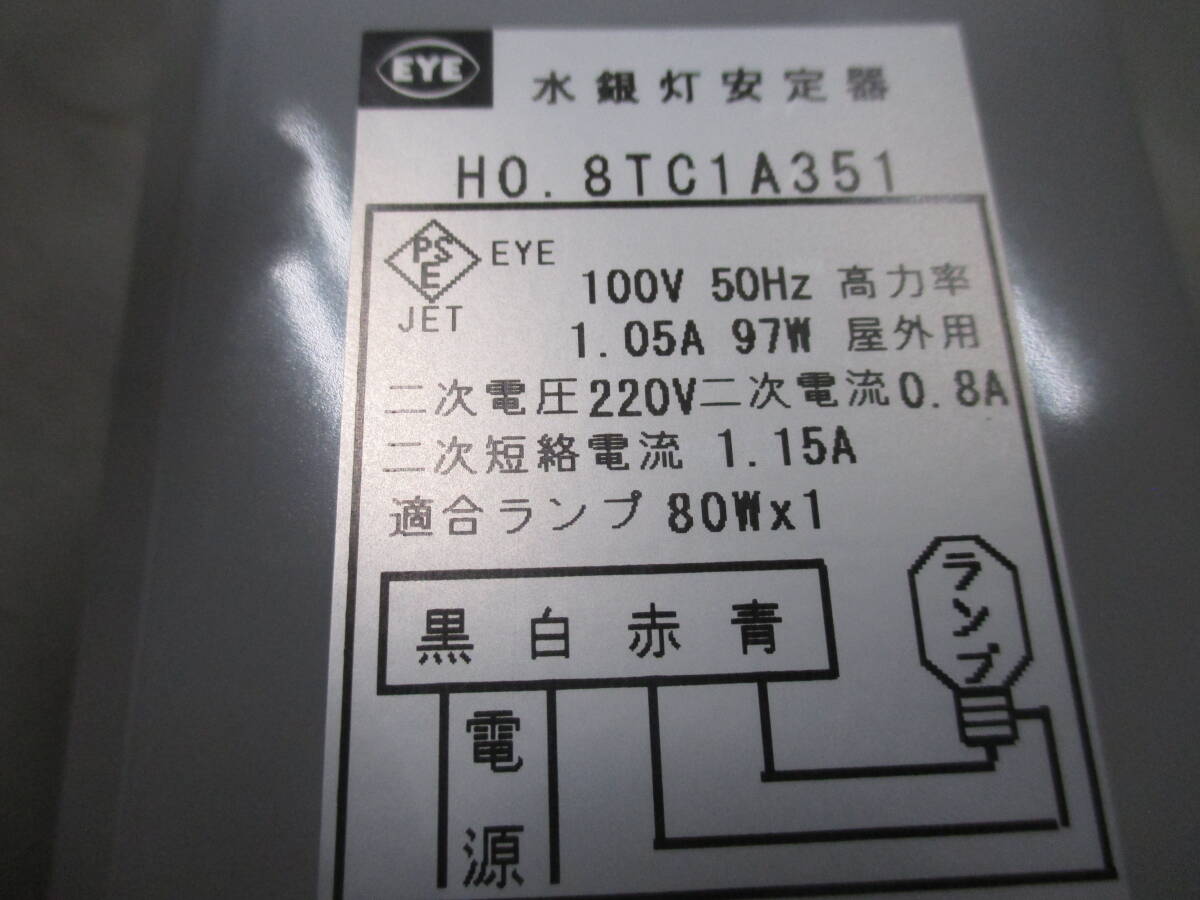 EYE 水銀灯安定器
H0.8TC1A351
PSE EYE
JET
100V 50Hz 高力率
1.05A 97W 屋外用
二次電圧220V二次電流0.8A
二次短絡電流 1.15A
適合ランプ 80Wx1
黒 白 赤 青
ランプ
電源